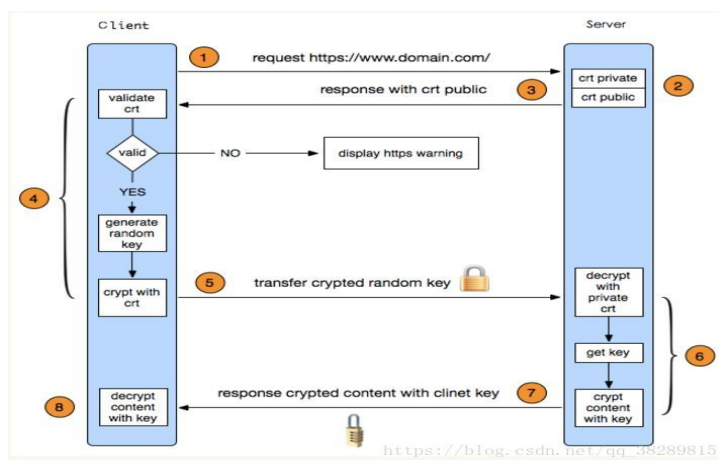 Client
Server
1
request https://www.domain.com/
crt private
crt public
2
response with crt public
3
validate
crt
valid
NO
display https warning
YES
4
generate
random
key
crypt with
crt
5
transfer crypted random key
decrypt
with
private
crt
get key
6
crypt
content
with key
response crypted content with clinet key
7
8
decrypt
content
with key
https://blog.csdn.net/qq_38289815